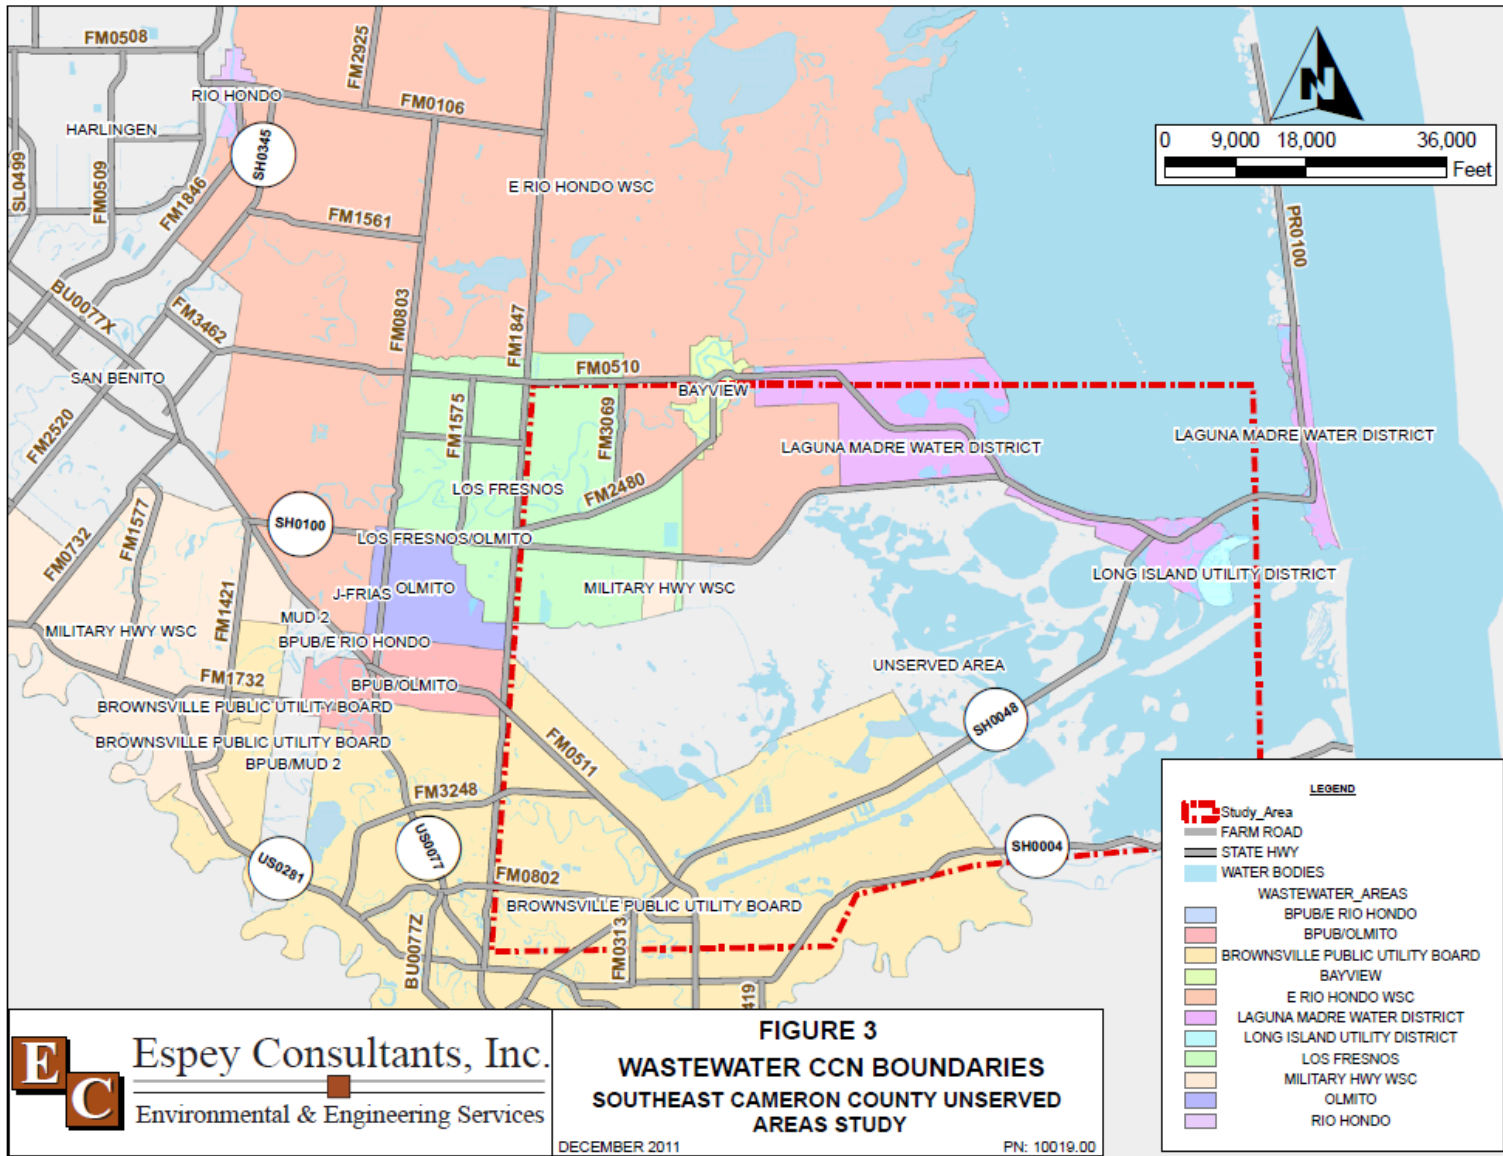 FM0508
FM2925
RIO HONDO
FM0106
HARLINGEN
SH0345
SL0499
FM0509
FM1846
E RIO HONDO WSC
FM1561
N
0 9,000 18,000 36,000
Feet
PR0100
BU0077X
FM3462
FM0803
FM1847
FM0510
SAN BENITO
BAYVIEW
FM2520
FM1575
FM3069
LAGUNA MADRE WATER DISTRICT
LAGUNA MADRE WATER DISTRICT
LOS FRESNOS
FM2480
FM0732
FM1577
SH0100
LOS FRESNOS/OLMITO
J-FRIAS
OLMITO
MILITARY HWY WSC
LONG ISLAND UTILITY DISTRICT
FM1421
MUD 2
MILITARY HWY WSC
BPUB/E RIO HONDO
UNSERVED AREA
FM1732
BPUB/OLMITO
BROWNSVILLE PUBLIC UTILITY BOARD
SH0048
BROWNSVILLE PUBLIC UTILITY BOARD
BPUB/MUD 2
FM0511
FM3248
US0077
US0281
SH0004
FM0802
BROWNSVILLE PUBLIC UTILITY BOARD
BU0077Z
FM0313
419
LEGEND
Study_Area
FARM ROAD
STATE HWY
WATER BODIES
WASTEWATER_AREAS
BPUB/E RIO HONDO
BPUB/OLMITO
BROWNSVILLE PUBLIC UTILITY BOARD
BAYVIEW
E RIO HONDO WSC
LAGUNA MADRE WATER DISTRICT
LONG ISLAND UTILITY DISTRICT
LOS FRESNOS
MILITARY HWY WSC
OLMITO
RIO HONDO
E C
Espey Consultants, Inc.
Environmental & Engineering Services
FIGURE 3
WASTEWATER CCN BOUNDARIES
SOUTHEAST CAMERON COUNTY UNSERVED
AREAS STUDY
DECEMBER 2011 PN: 10019.00